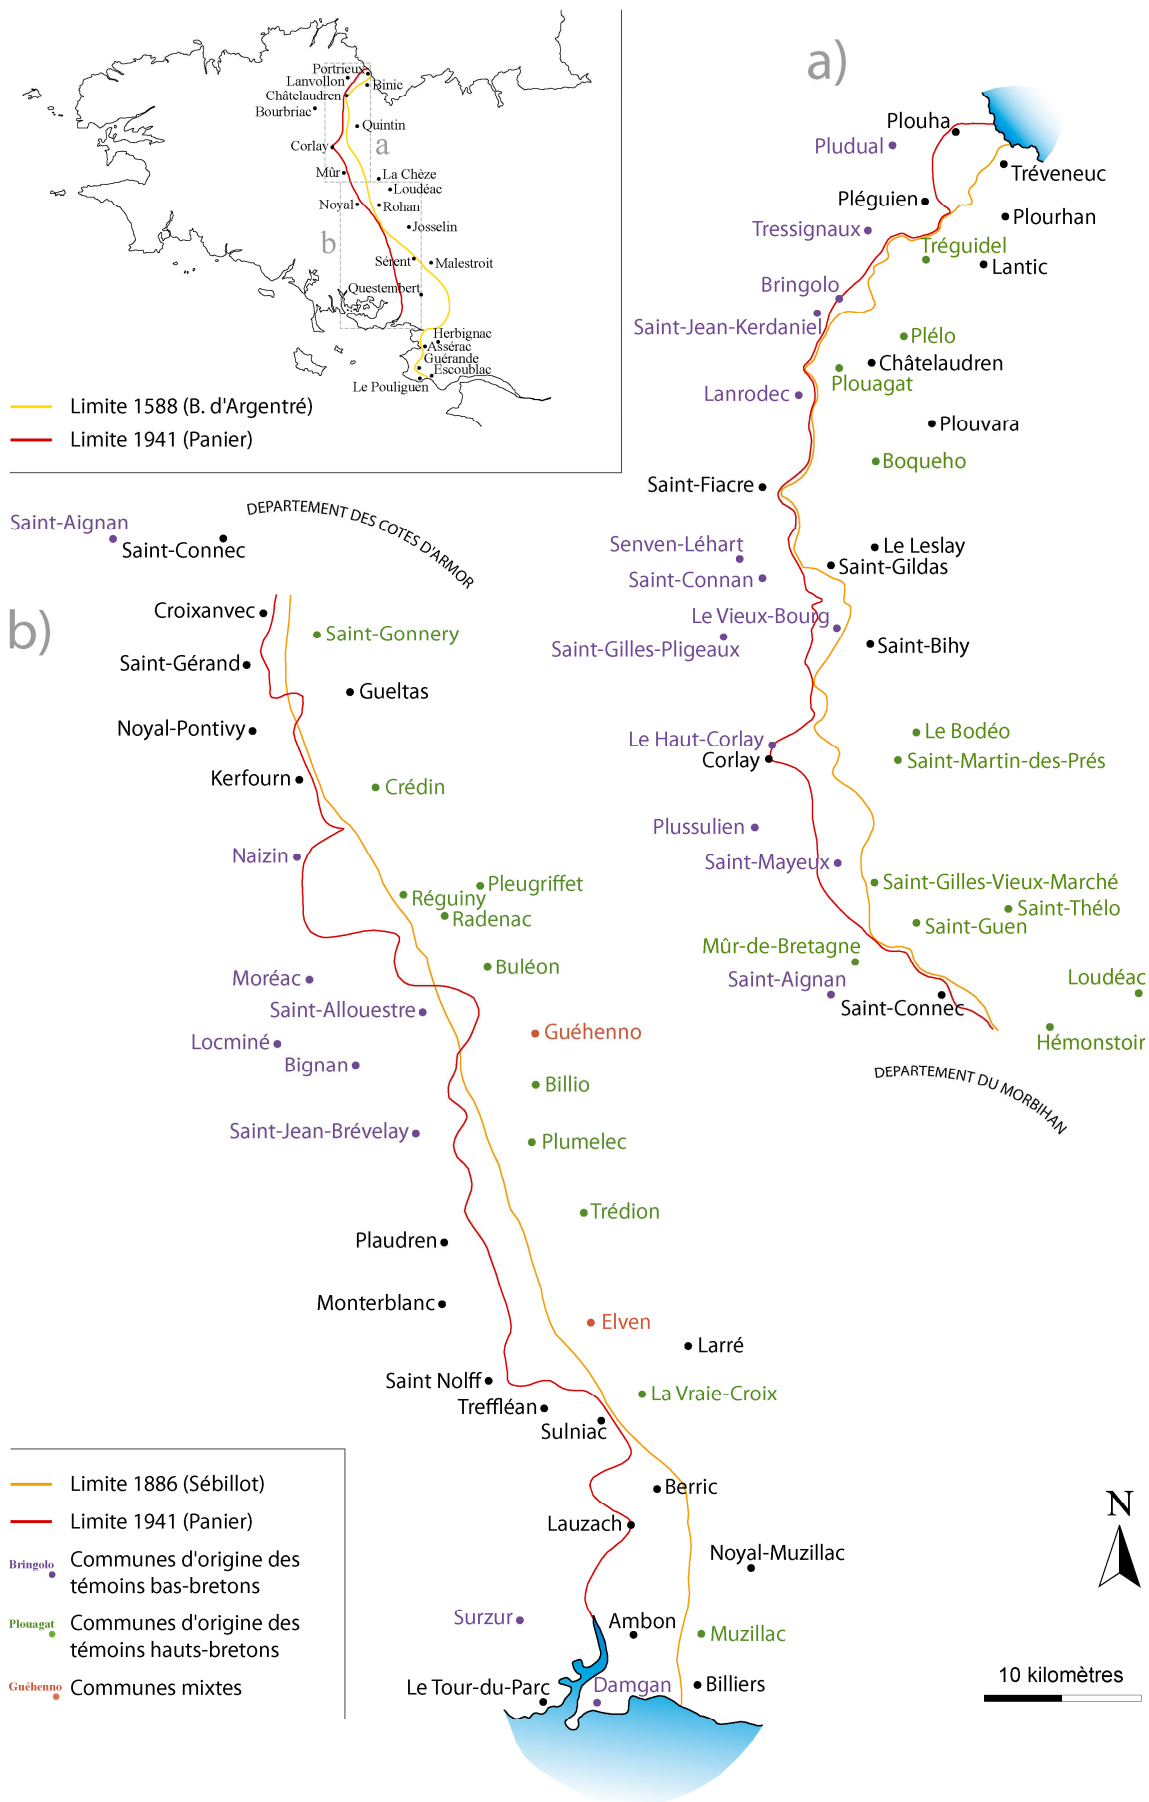 Portrieux
Lanvollon
Binic
Châtelaudren
Bourbriac
Quintin
Corlay
a
Mûr
La Chèze
Loudéac
Noyal
Rohan
Josselin
b
Sérent
Malestroit
Questembert
Herbignac
Assérac
Guérande
Escoublac
Le Pouliguen
Limite 1588 (B. d'Argentré)
Limite 1941 (Panier)
a)
Plouha
Pludual
Tréveneuc
Pléguien
Plourhan
Tressignaux
Tréguidel
Lantic
Bringolo
Saint-Jean-Kerdaniel
Plélo
Châtelaudren
Plouagat
Lanrodec
Plouvara
Boqueho
Saint-Fiacre
Senven-Léhart
Le Leslay
Saint-Gildas
Saint-Connan
Le Vieux-Bourg
Saint-Gilles-Pligeaux
Saint-Bihy
Le Haut-Corlay
Le Bodéo
Corlay
Saint-Martin-des-Prés
Plussulien
Saint-Mayeux
Saint-Gilles-Vieux-Marché
Saint-Thélo
Saint-Guen
Mûr-de-Bretagne
Saint-Aignan
Loudéac
Saint-Connec
Hémonstoir
DEPARTEMENT DU MORBIHAN
DEPARTEMENT DES COTES D'ARMOR
Saint-Aignan
Saint-Connec
b)
Croixanvec
Saint-Gonnery
Saint-Gérand
Gueltas
Noyal-Pontivy
Kerfourn
Crédin
Naizin
Pleugriffet
Réguiny
Radenac
Buléon
Moréac
Saint-Allouestre
Guéhenno
Locminé
Bignan
Billio
Saint-Jean-Brévelay
Plumelec
Trédion
Plaudren
Monterblanc
Elven
Larré
Saint Nolff
La Vraie-Croix
Treffléan
Sulniac
Berric
Lauzach
Noyal-Muzillac
Surzur
Ambon
Muzillac
Le Tour-du-Parc
Damgan
Billiers
Limite 1886 (Sébillot)
Limite 1941 (Panier)
Bringolo
Communes d'origine des
témoins bas-bretons
Plouagat
Communes d'origine des
témoins hauts-bretons
Guéhenno
Communes mixtes
N
10 kilomètres